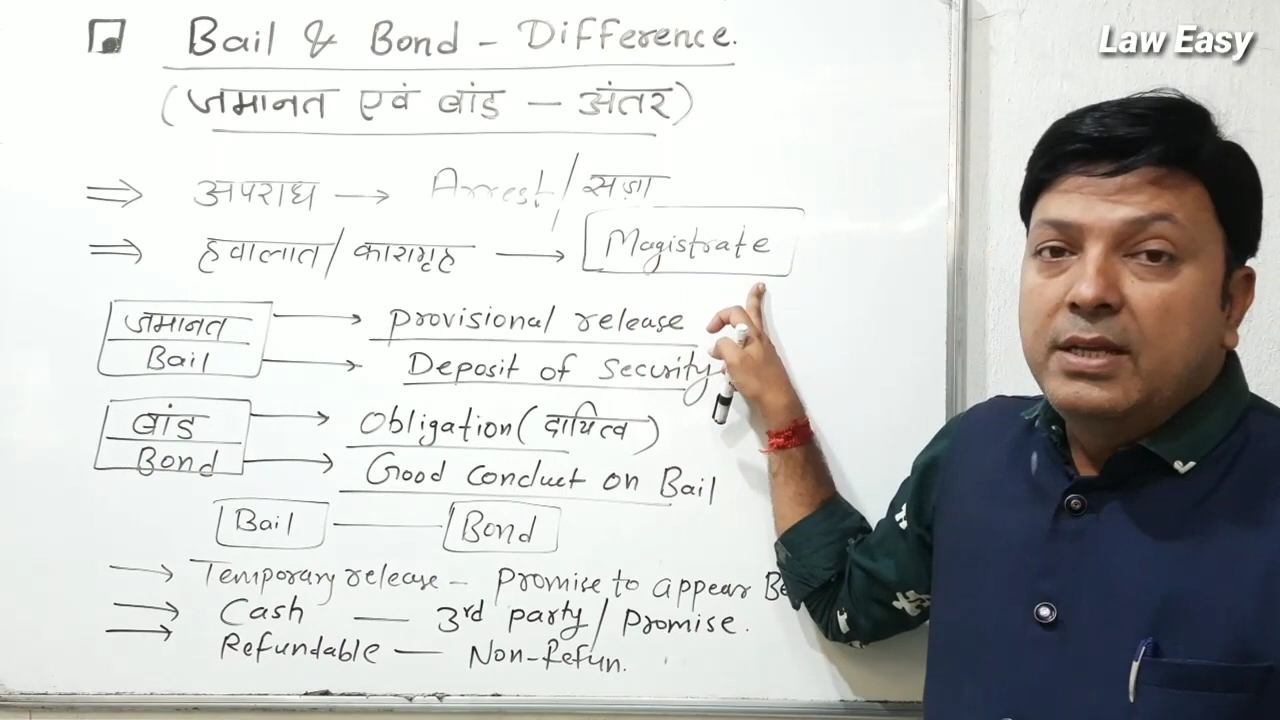 Law Easy
Bail & Bond - Difference.
(जमानत एवं बांड - अंतर)
⇒ अपराध → Arrest/सज़ा
⇒ हवालात/कारागृह → Magistrate
जमानत → provisional release
Bail → Deposit of security
बांड → Obligation (दायित्व)
Bond → Good conduct on Bail
Bail — Bond
→ Temporary release - Promise to appear
→ Cash — 3rd party/Promise.
→ Refundable — Non-Refun.